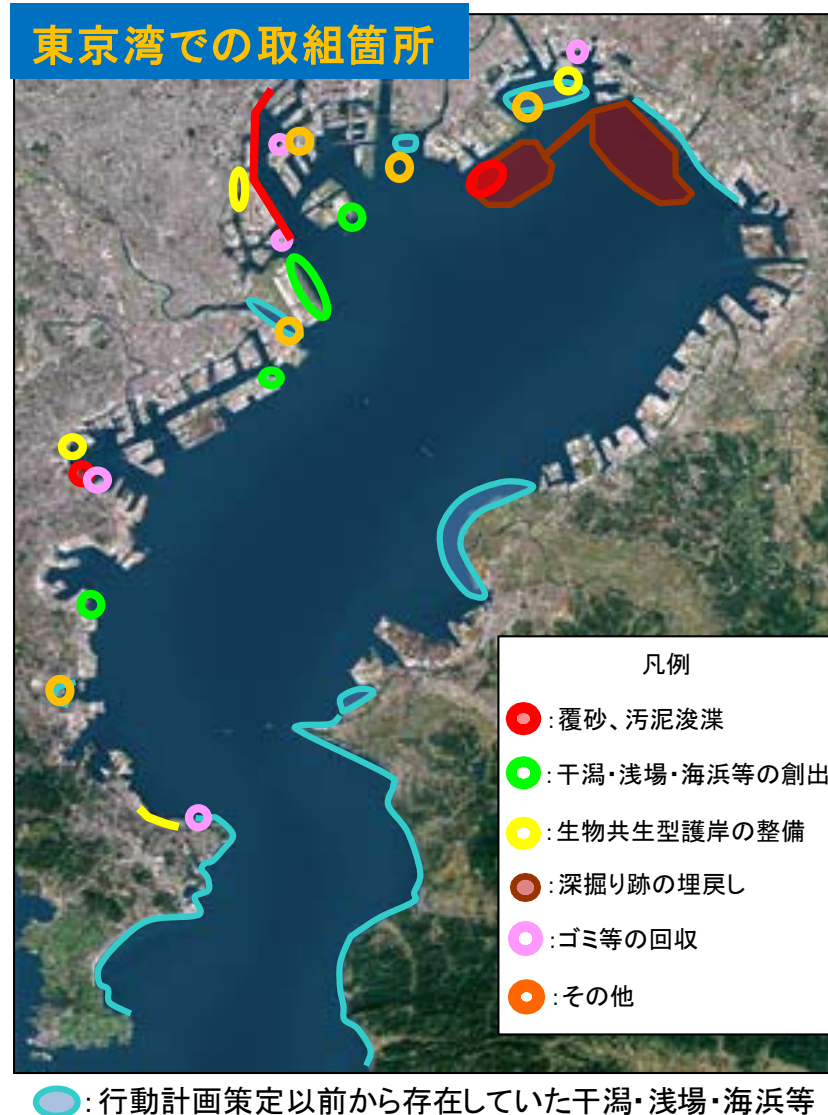 東京湾での取組箇所
凡例
:覆砂、汚泥浚渫
:干潟・浅場・海浜等の創出
:生物共生型護岸の整備
:深掘り跡の埋戻し
:ゴミ等の回収
:その他
:行動計画策定以前から存在していた干潟・浅場・海浜等